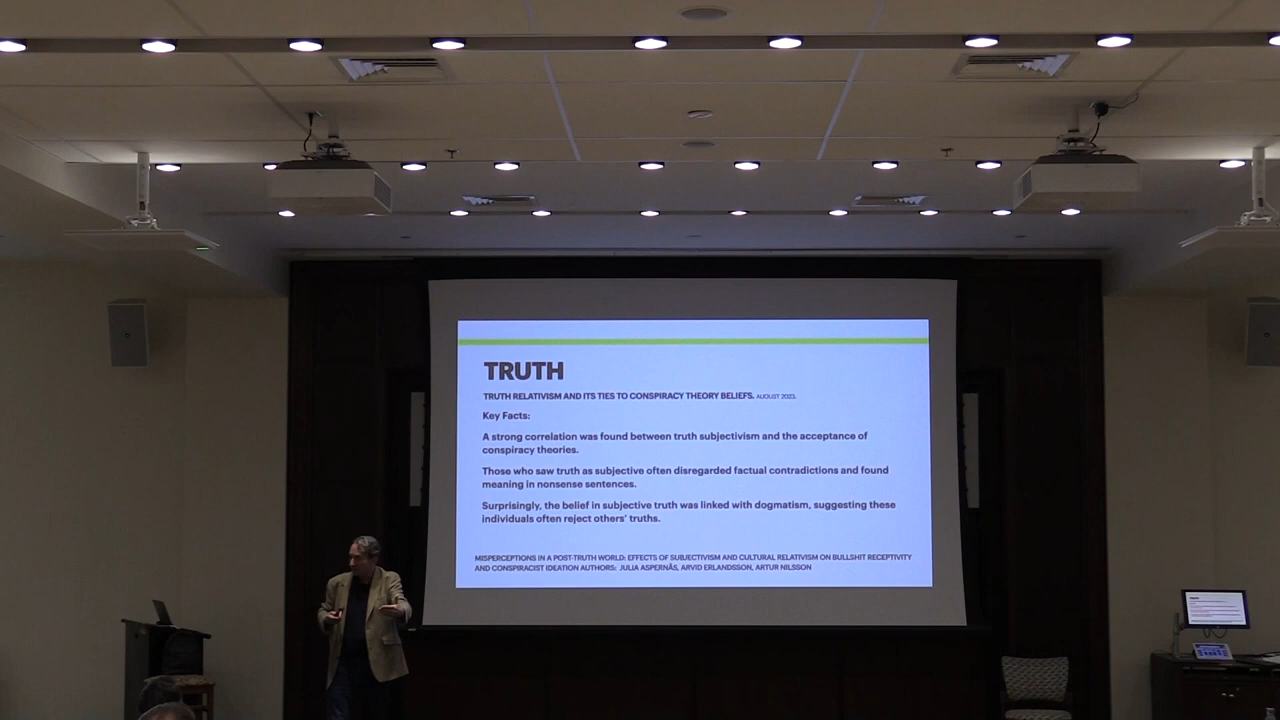 TRUTH
TRUTH RELATIVISM AND ITS TIES TO CONSPIRACY THEORY BELIEFS. AUGUST 2023.
Key Facts:
A strong correlation was found between truth subjectivism and the acceptance of
conspiracy theories.
Those who saw truth as subjective often disregarded factual contradictions and found
meaning in nonsense sentences.
Surprisingly, the belief in subjective truth was linked with dogmatism, suggesting these
individuals often reject others' truths.
MISPERCEPTIONS IN A POST-TRUTH WORLD: EFFECTS OF SUBJECTIVISM AND CULTURAL RELATIVISM ON BULLSHIT RECEPTIVITY
AND CONSPIRACIST IDEATION AUTHORS: JULIA ASPERNÄS, ARVID ERLANDSSON, ARTUR NILSSON
TRUTH